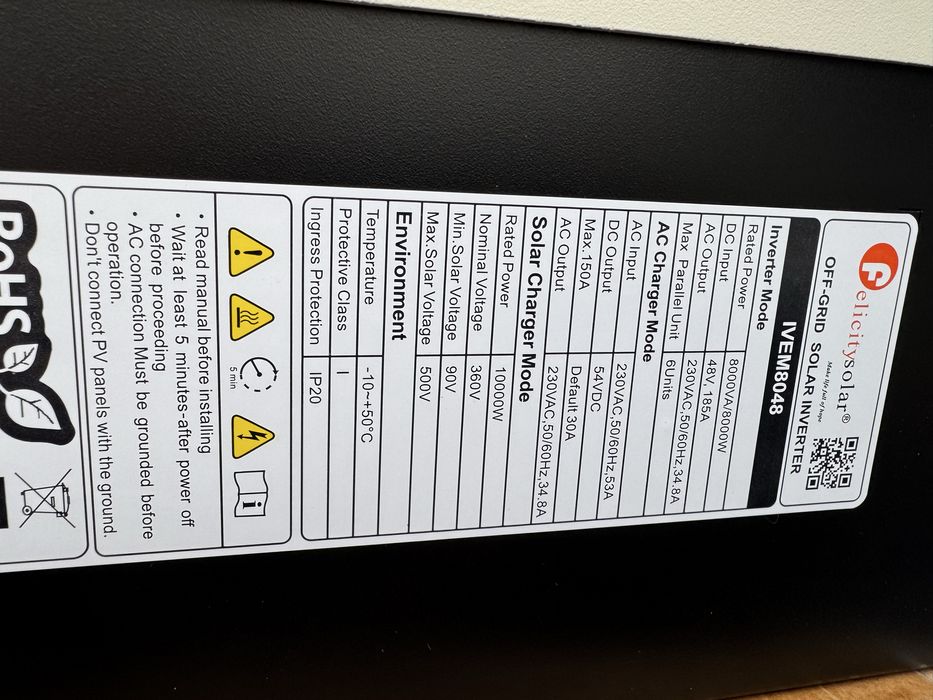 felicitysolar®
Make life full of hope
OFF-GRID SOLAR INVERTER
IVEM8048
Inverter Mode
Rated Power 8000VA/8000W
DC Input 48V, 185A
AC Output 230VAC,50/60Hz,34.8A
Max Parallel Unit 6Units
AC Charger Mode
AC Input 230VAC,50/60Hz,53A
DC Output 54VDC
Max.150A Default 30A
AC Output 230VAC,50/60Hz,34.8A
Solar Charger Mode
Rated Power 10000W
Nominal Voltage 360V
Min.Solar Voltage 90V
Max.Solar Voltage 500V
Environment
Temperature -10~+50°C
Protective Class I
Ingress Protection IP20
5 min
i
• Read manual before installing
• Wait at least 5 minutes-after power off
before proceeding
• AC connection Must be grounded before
operation.
• Don't connect PV panels with the ground.
RoHS